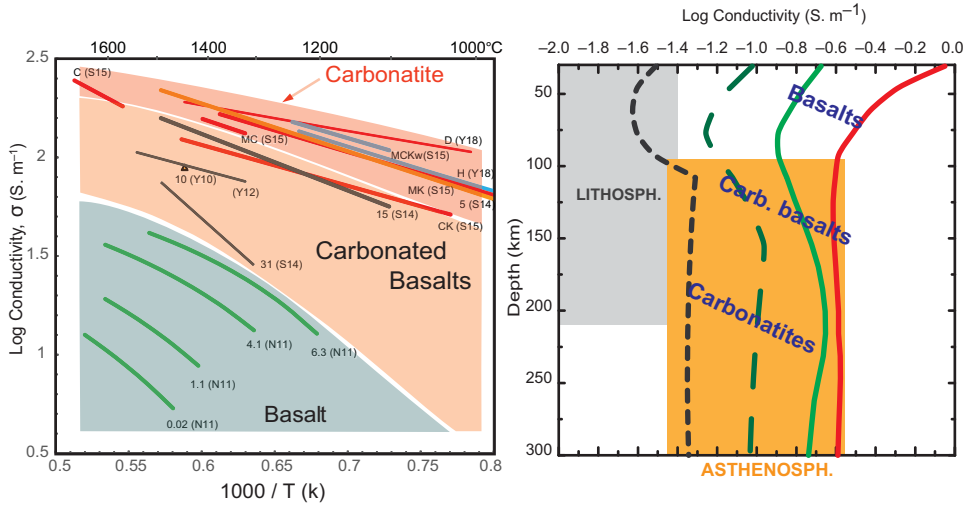 1600
1400
1200
1000°C
2.5
2.0
1.5
1
0.5
Log Conductivity, σ (S. m⁻¹)
C (S15)
Carbonatite
MC (S15)
D (Y18)
MCKw(S15)
H (Y18)
10 (Y10)
(Y12)
MK (S15)
5 (S14
15 (S14)
CK (S15)
31 (S14)
Carbonated
Basalts
4.1 (N11)
6.3 (N11)
1.1 (N11)
0.02 (N11)
Basalt
0.5
0.55
0.6
0.65
0.7
0.75
0.8
1000 / T (k)
Log Conductivity (S. m⁻¹)
−2.0
−1.8
−1.6
−1.4
−1.2
−1.0
−0.8
−0.6
−0.4
−0.2
0.0
50
100
150
200
250
300
Depth (km)
Basalts
LITHOSPH.
Carb. basalts
Carbonatites
ASTHENOSPH.